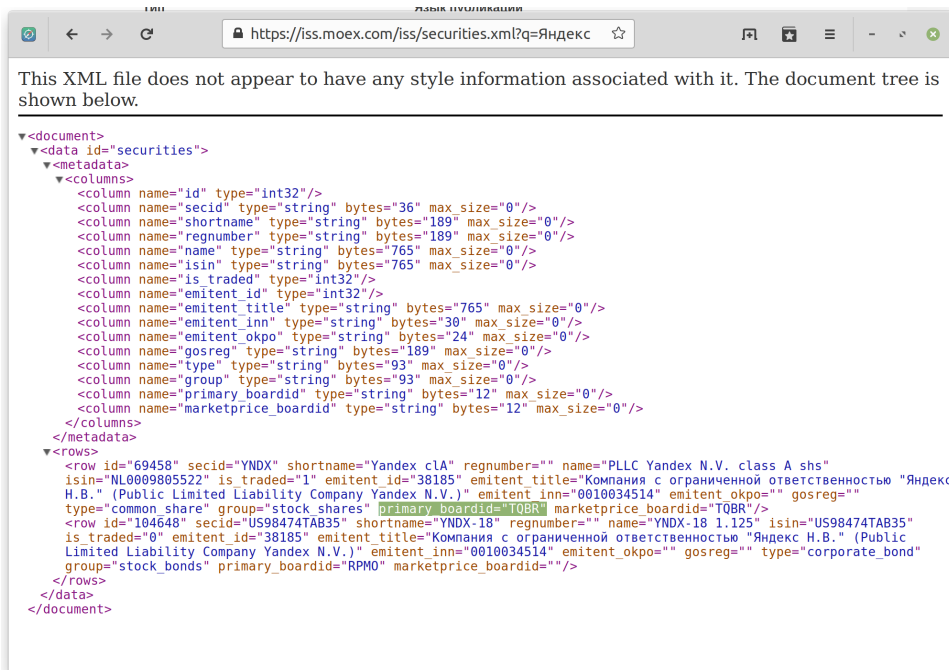 Тип Язык публикации
https://iss.moex.com/iss/securities.xml?q=Яндекс
This XML file does not appear to have any style information associated with it. The document tree is
shown below.
▼<document>
▼<data id="securities">
▼<metadata>
▼<columns>
<column name="id" type="int32"/>
<column name="secid" type="string" bytes="36" max_size="0"/>
<column name="shortname" type="string" bytes="189" max_size="0"/>
<column name="regnumber" type="string" bytes="189" max_size="0"/>
<column name="name" type="string" bytes="765" max_size="0"/>
<column name="isin" type="string" bytes="765" max_size="0"/>
<column name="is_traded" type="int32"/>
<column name="emitent_id" type="int32"/>
<column name="emitent_title" type="string" bytes="765" max_size="0"/>
<column name="emitent_inn" type="string" bytes="30" max_size="0"/>
<column name="emitent_okpo" type="string" bytes="24" max_size="0"/>
<column name="gosreg" type="string" bytes="189" max_size="0"/>
<column name="type" type="string" bytes="93" max_size="0"/>
<column name="group" type="string" bytes="93" max_size="0"/>
<column name="primary_boardid" type="string" bytes="12" max_size="0"/>
<column name="marketprice_boardid" type="string" bytes="12" max_size="0"/>
</columns>
</metadata>
▼<rows>
<row id="69458" secid="YNDX" shortname="Yandex clA" regnumber="" name="PLLC Yandex N.V. class A shs"
isin="NL0009805522" is_traded="1" emitent_id="38185" emitent_title="Компания с ограниченной ответственностью "Яндекс
Н.В." (Public Limited Liability Company Yandex N.V.)" emitent_inn="0010034514" emitent_okpo="" gosreg=""
type="common_share" group="stock_shares" primary_boardid="TQBR" marketprice_boardid="TQBR"/>
<row id="104648" secid="US98474TAB35" shortname="YNDX-18" regnumber="" name="YNDX-18 1.125" isin="US98474TAB35"
is_traded="0" emitent_id="38185" emitent_title="Компания с ограниченной ответственностью "Яндекс Н.В." (Public
Limited Liability Company Yandex N.V.)" emitent_inn="0010034514" emitent_okpo="" gosreg="" type="corporate_bond"
group="stock_bonds" primary_boardid="RPMO" marketprice_boardid=""/>
</rows>
</data>
</document>